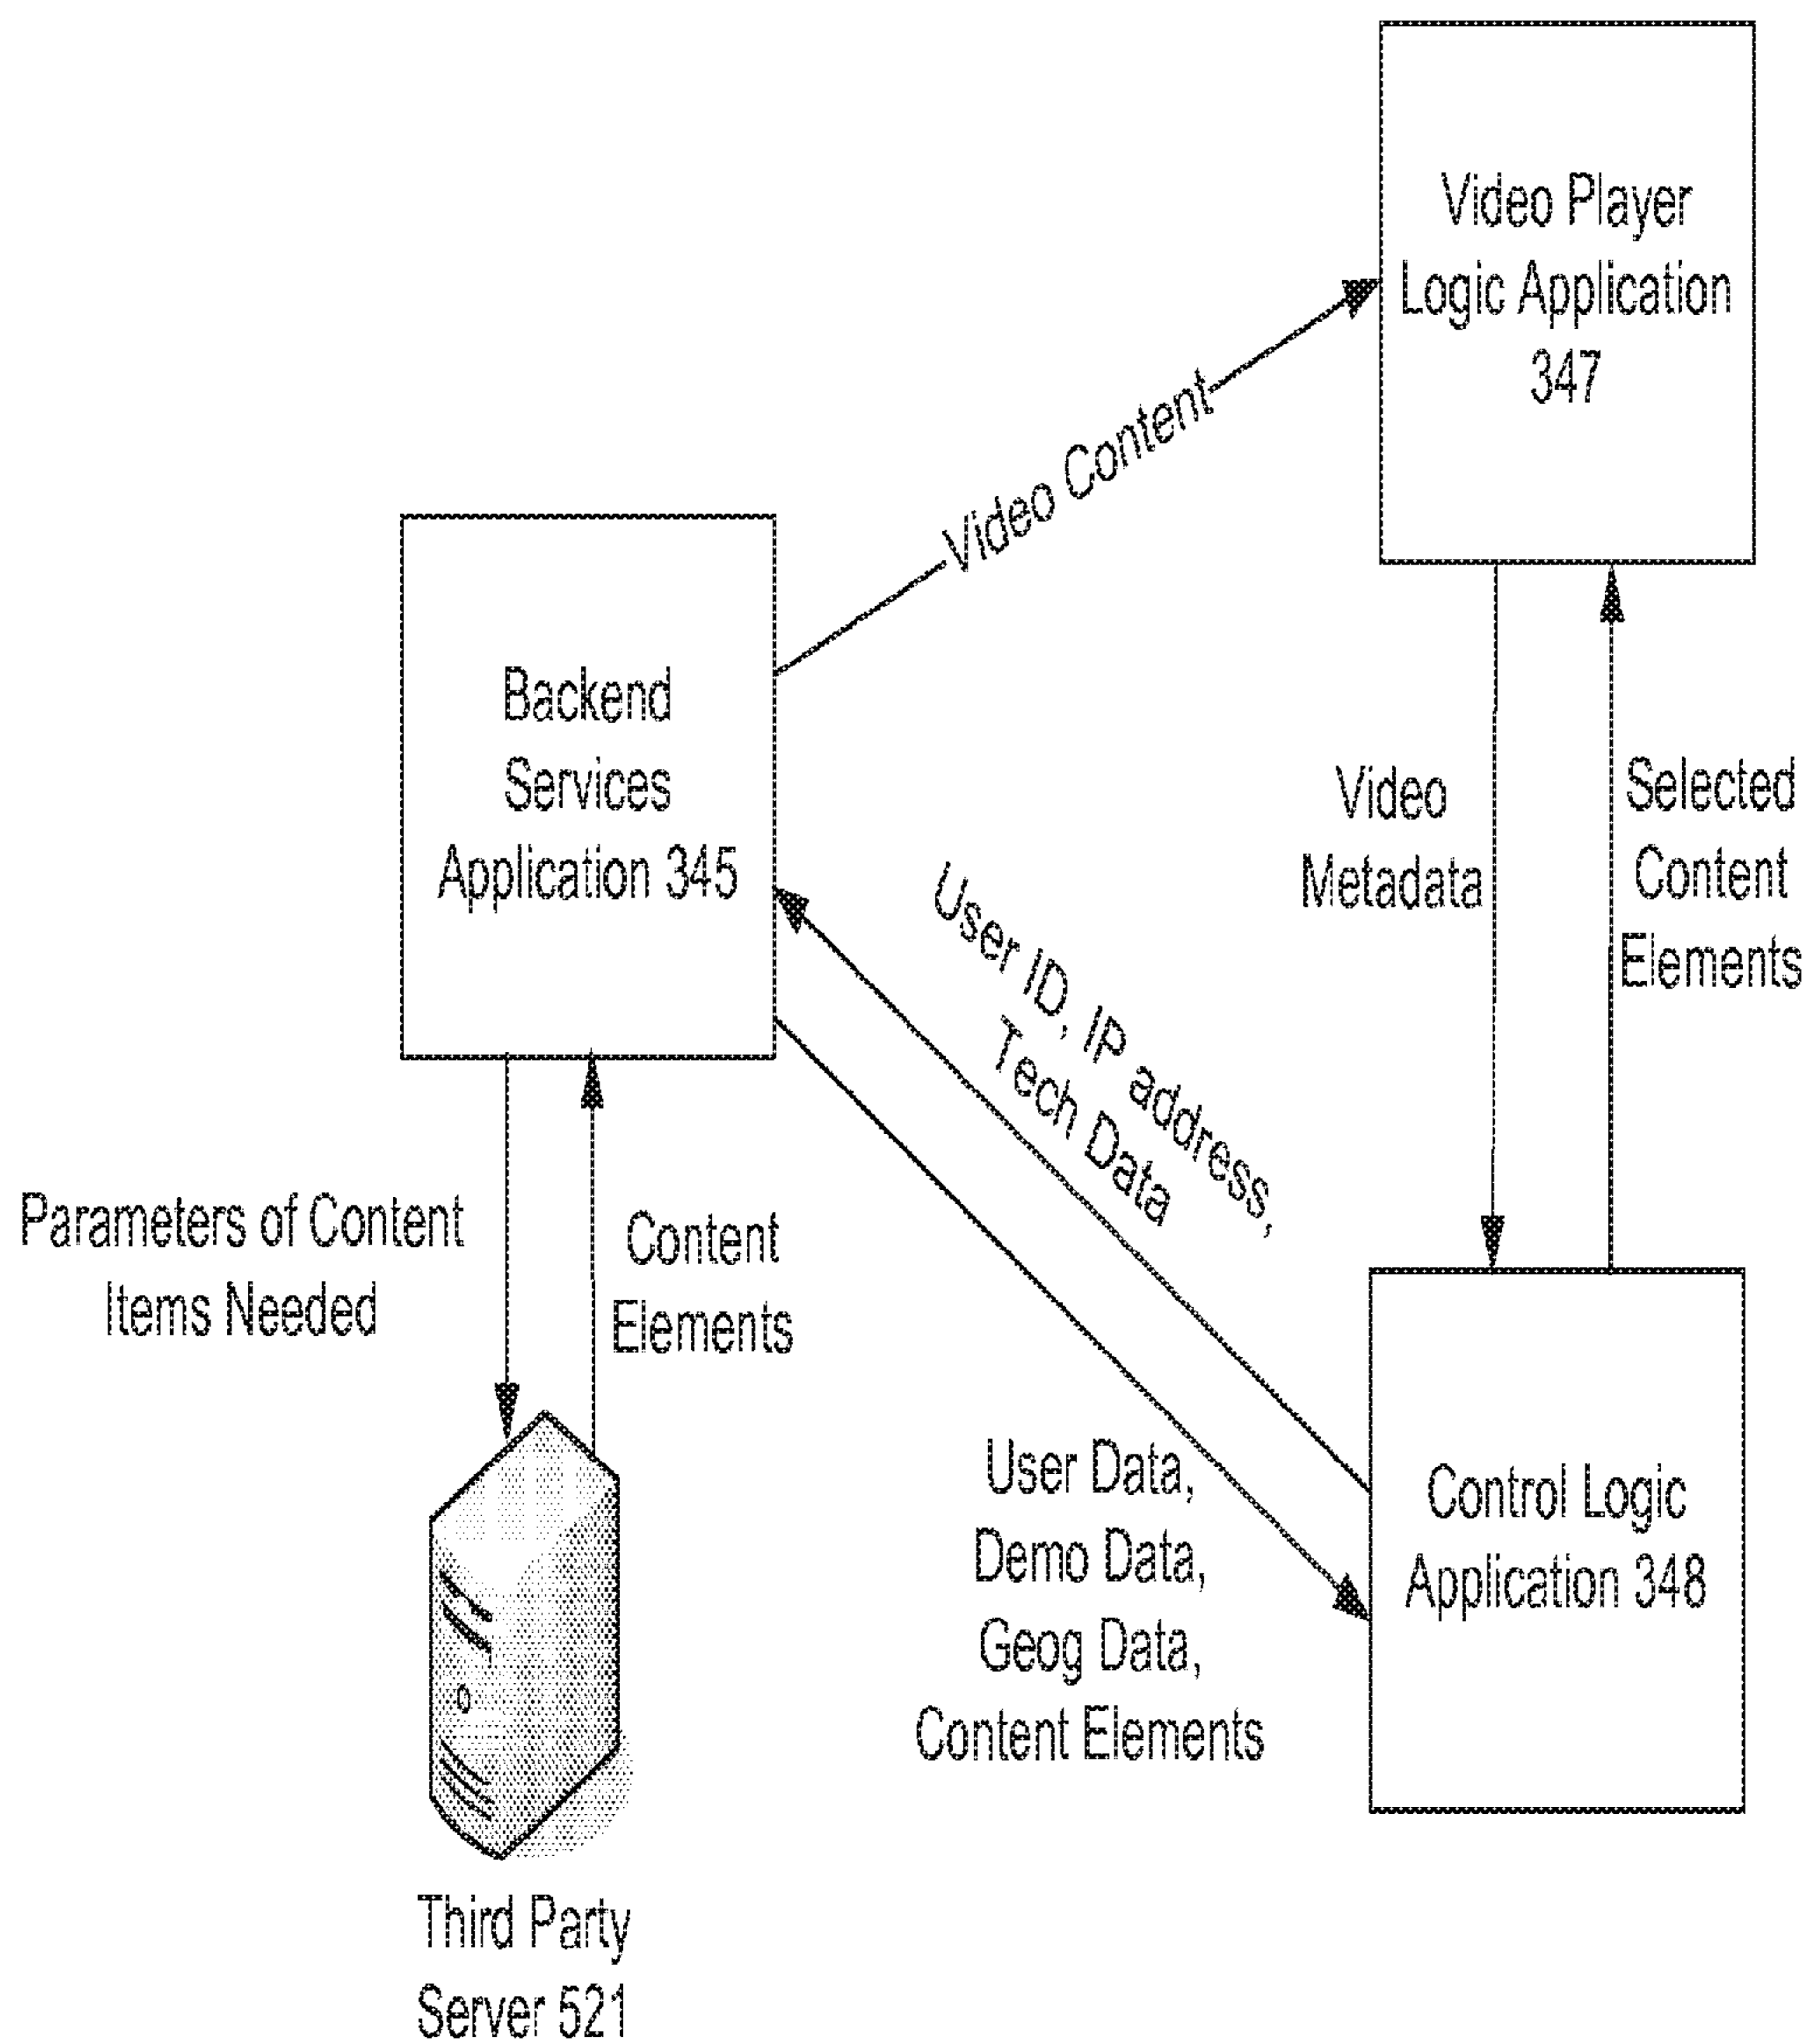 Video Player
Logic Application
347
Video Content
Backend
Services
Application 345
Video
Metadata
Selected
Content
Elements
User ID, IP address,
Tech Data
Parameters of Content
Items Needed
Content
Elements
User Data,
Demo Data,
Geog Data,
Content Elements
Control Logic
Application 348
Third Party
Server 521